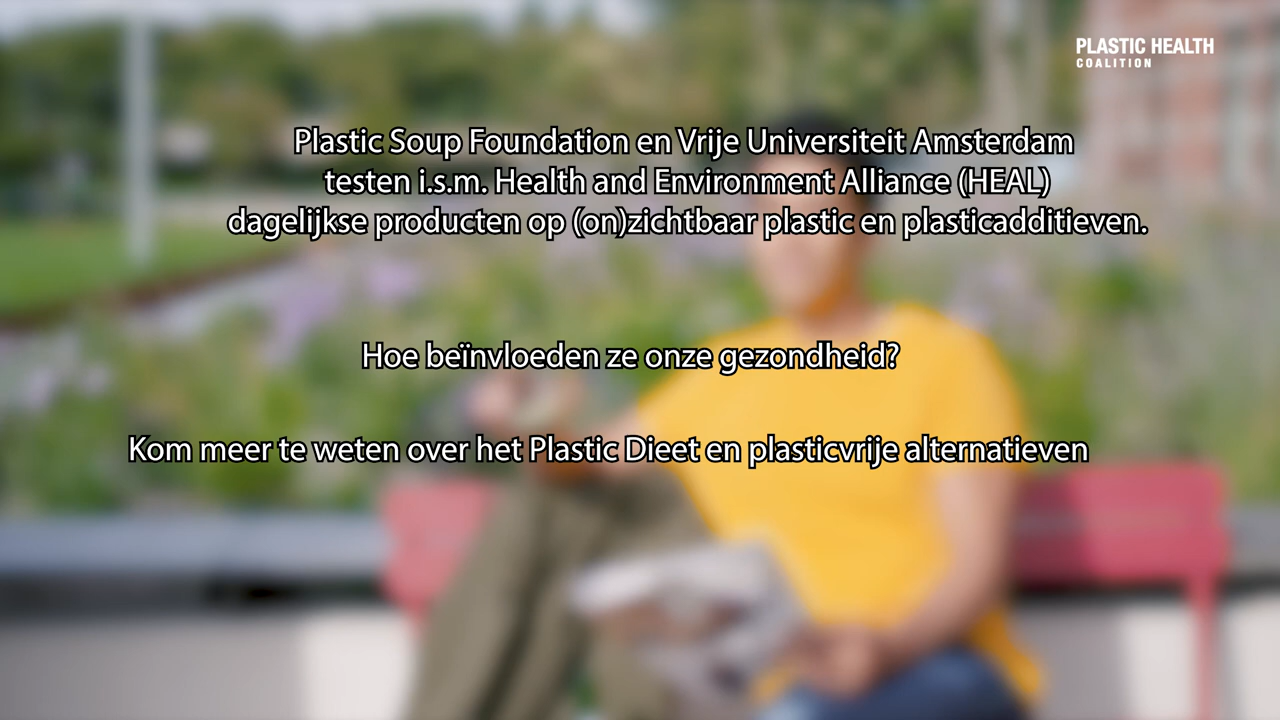 PLASTIC HEALTH
COALITION
Plastic Soup Foundation en Vrije Universiteit Amsterdam
testen i.s.m. Health and Environment Alliance (HEAL)
dagelijkse producten op (on)zichtbaar plastic en plasticadditieven.
Hoe beïnvloeden ze onze gezondheid?
Kom meer te weten over het Plastic Dieet en plasticvrije alternatieven